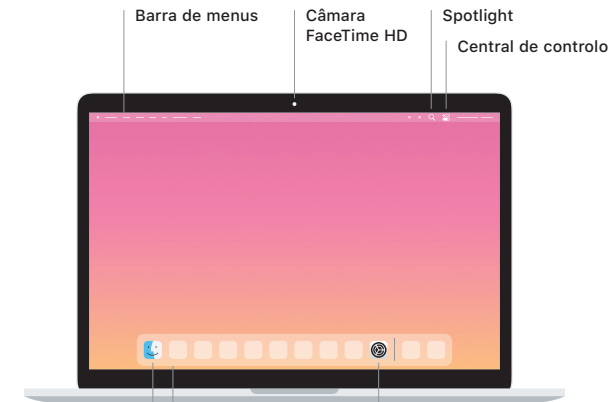 Barra de menus
Câmara
FaceTime HD
Spotlight
Central de controlo